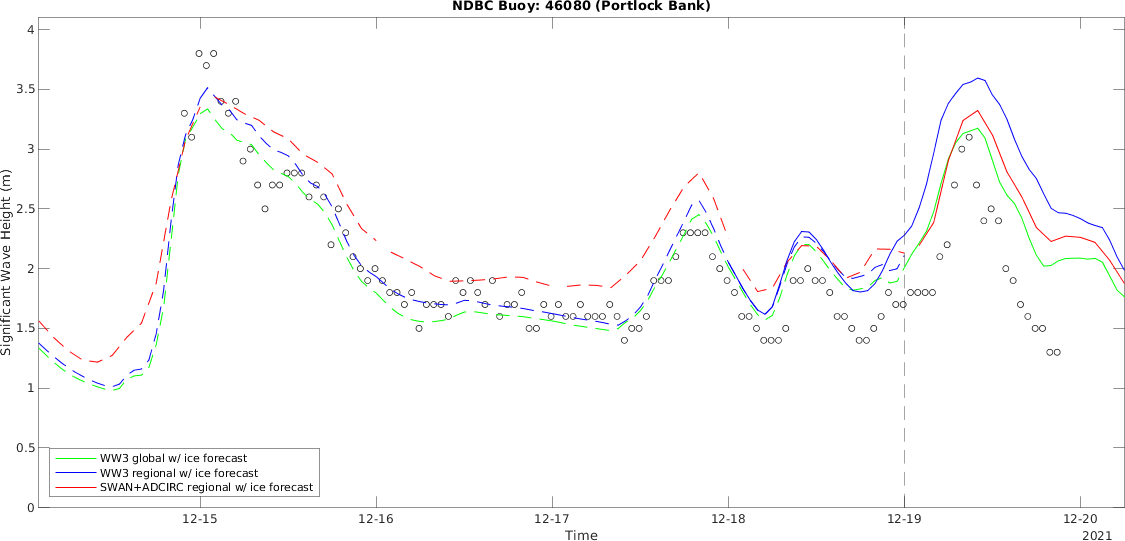 NDBC Buoy: 46080 (Portlock Bank)
Significant Wave Height (m)
4
3.5
3
2.5
2
1.5
1
0.5
0
WW3 global w/ ice forecast
WW3 regional w/ ice forecast
SWAN+ADCIRC regional w/ ice forecast
12-15 12-16 12-17 12-18 12-19 12-20
Time
2021